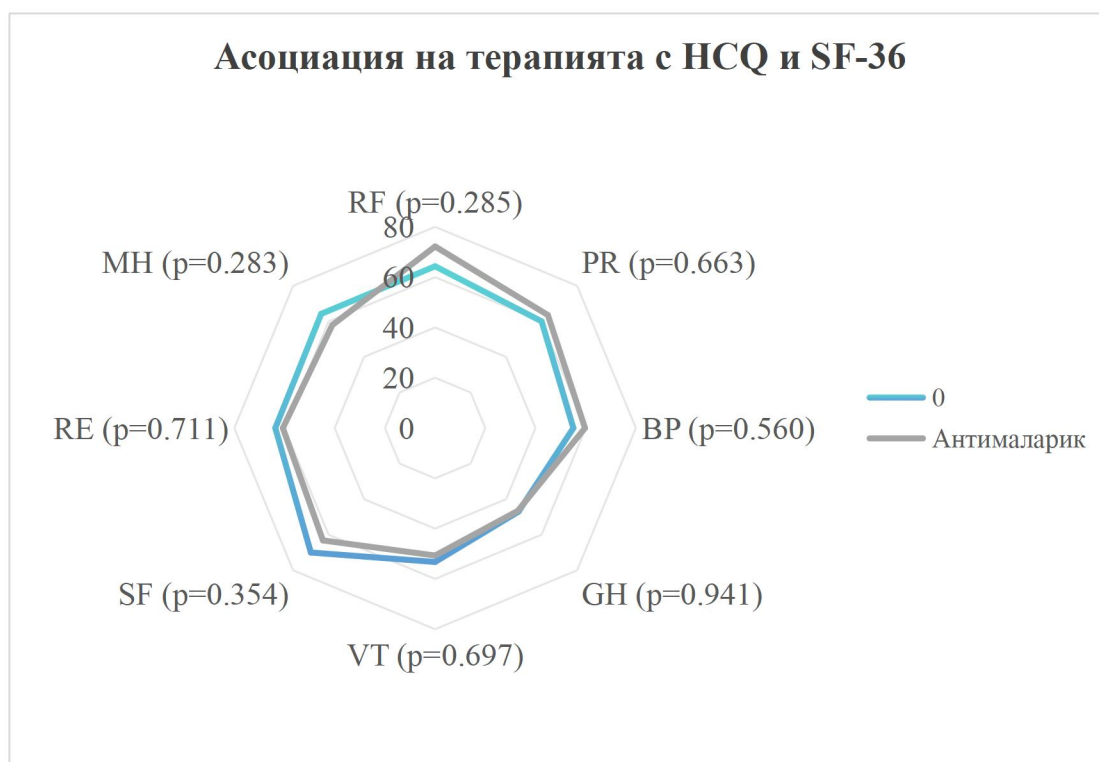 Асоциация на терапията с HCQ и SF-36
RF (p=0.285)
80
MH (p=0.283)
PR (p=0.663)
60
40
20
RE (p=0.711)
0
BP (p=0.560)
0
Антималарик
SF (p=0.354)
GH (p=0.941)
VT (p=0.697)